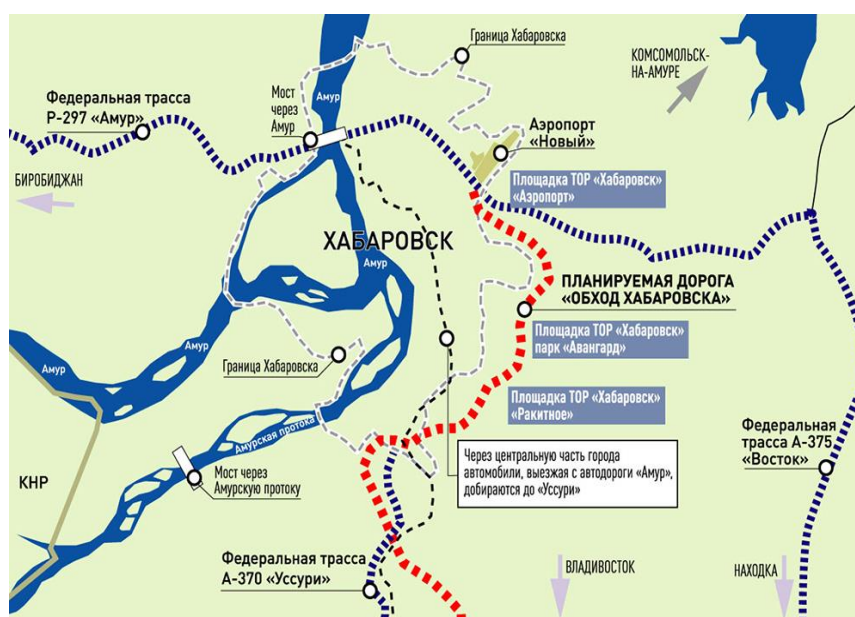 Граница Хабаровска
КОМСОМОЛЬСК-
НА-АМУРЕ
Федеральная трасса
Р-297 «Амур»
Мост
через
Амур
Амур
Аэропорт
«Новый»
БИРОБИДЖАН
Площадка ТОР «Хабаровск»
«Аэропорт»
ХАБАРОВСК
Амур
ПЛАНИРУЕМАЯ ДОРОГА
«ОБХОД ХАБАРОВСКА»
Площадка ТОР «Хабаровск»
парк «Авангард»
Амур
Амур
Граница Хабаровска
Площадка ТОР «Хабаровск»
«Ракитное»
Амурская протока
Федеральная
трасса А-375
«Восток»
Через центральную часть города
автомобили, выезжая с автодороги «Амур»,
добираются до «Уссури»
КНР
Мост через
Амурскую протоку
Федеральная трасса
А-370 «Уссури»
ВЛАДИВОСТОК
НАХОДКА